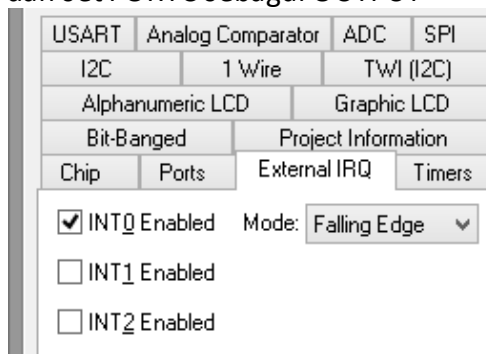 USART Analog Comparator ADC SPI
I2C 1 Wire TWI (I2C)
Alphanumeric LCD Graphic LCD
Bit-Banged Project Information
Chip Ports External IRQ Timers
INT0 Enabled Mode: Falling Edge
INT1 Enabled
INT2 Enabled